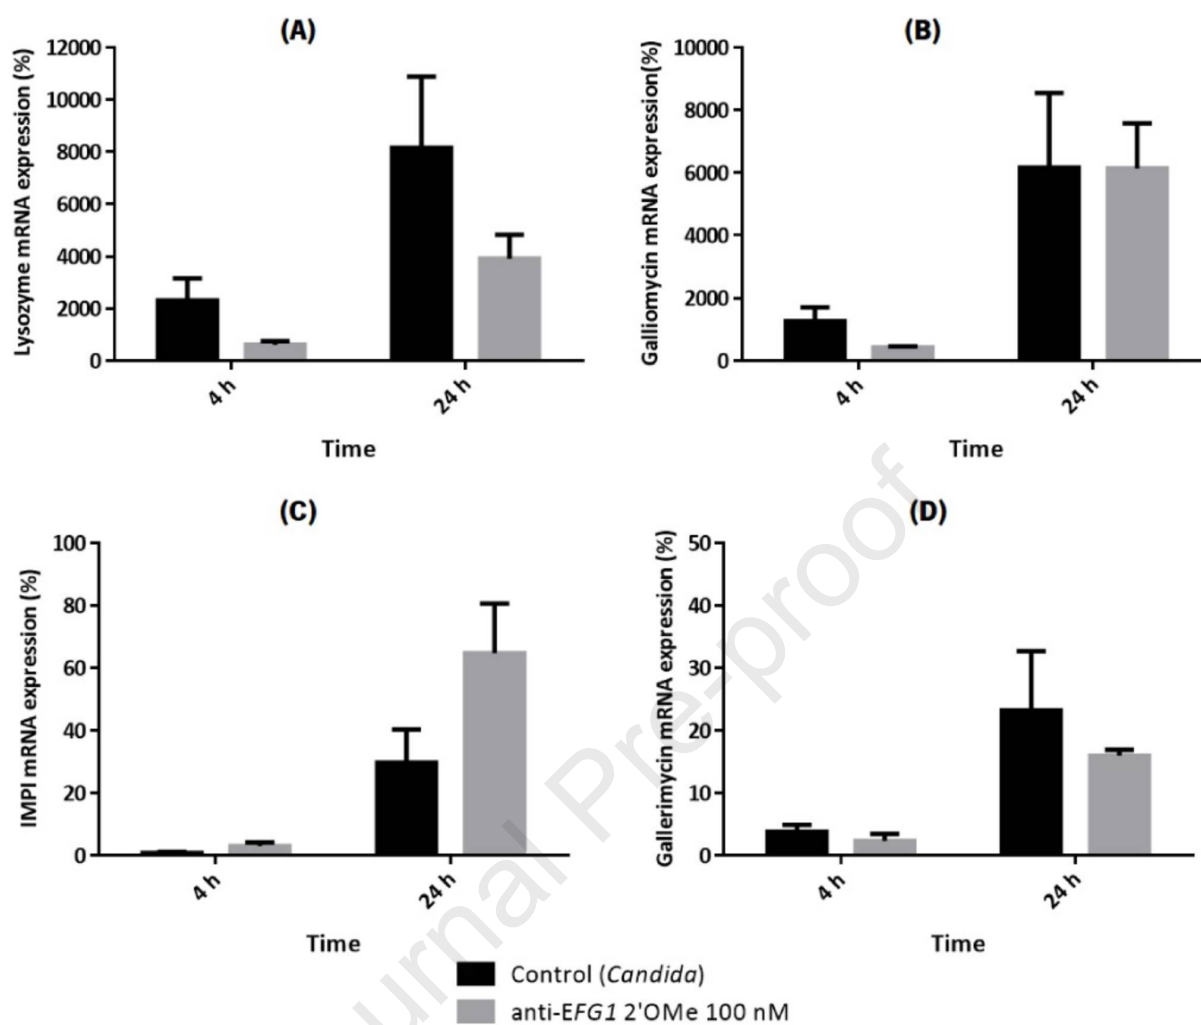 (A)
Lysozyme mRNA expression (%)
12000
10000
8000
6000
4000
2000
0
4 h
24 h
Time
(B)
Galliomycin mRNA expression(%)
10000
8000
6000
4000
2000
0
4 h
24 h
Time
(C)
IMPI mRNA expression (%)
100
80
60
40
20
0
4 h
24 h
Time
(D)
Gallerimycin mRNA expression (%)
50
40
30
20
10
0
4 h
24 h
Time
Control (Candida)
anti-EFG1 2'OMe 100 nM
urnal Pre-proof